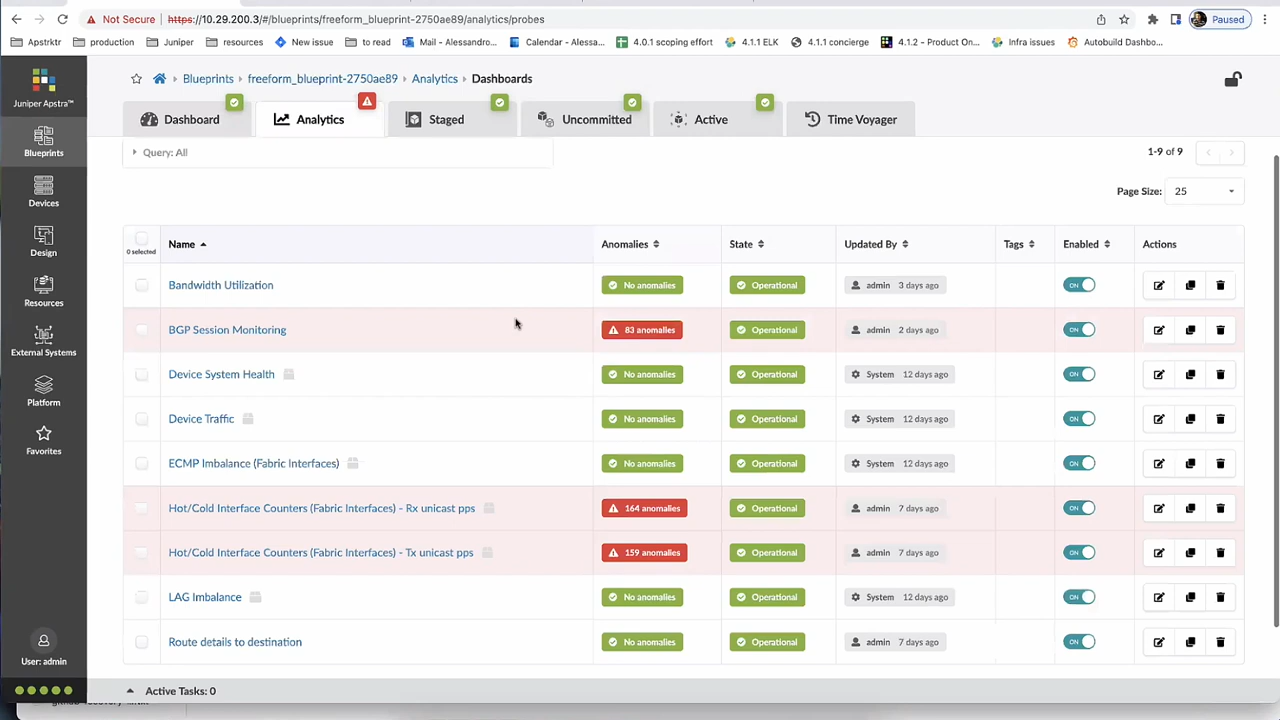 Not Secure https://10.29.200.3/#/blueprints/freeform_blueprint-2750ae89/analytics/probes Paused
Apstrktr production Juniper resources New issue to read Mail – Alessandro... Calendar - Alessa... 4.0.1 scoping effort 4.1.1 ELK 4.1.1 concierge 4.1.2 - Product On... Infra issues Autobuild Dashbo...
Juniper Apstra™
Blueprints
Devices
Design
Resources
External Systems
Platform
Favorites
User: admin
Blueprints freeform_blueprint-2750ae89 Analytics Dashboards
Dashboard Analytics Staged Uncommitted Active Time Voyager
Query: All 1-9 of 9
Page Size: 25
0 selected Name Anomalies State Updated By Tags Enabled Actions
Bandwidth Utilization No anomalies Operational admin 3 days ago ON
BGP Session Monitoring 83 anomalies Operational admin 2 days ago ON
Device System Health No anomalies Operational System 12 days ago ON
Device Traffic No anomalies Operational System 12 days ago ON
ECMP Imbalance (Fabric Interfaces) No anomalies Operational System 12 days ago ON
Hot/Cold Interface Counters (Fabric Interfaces) - Rx unicast pps 164 anomalies Operational admin 7 days ago ON
Hot/Cold Interface Counters (Fabric Interfaces) - Tx unicast pps 159 anomalies Operational admin 7 days ago ON
LAG Imbalance No anomalies Operational System 12 days ago ON
Route details to destination No anomalies Operational admin 7 days ago ON
Active Tasks: 0